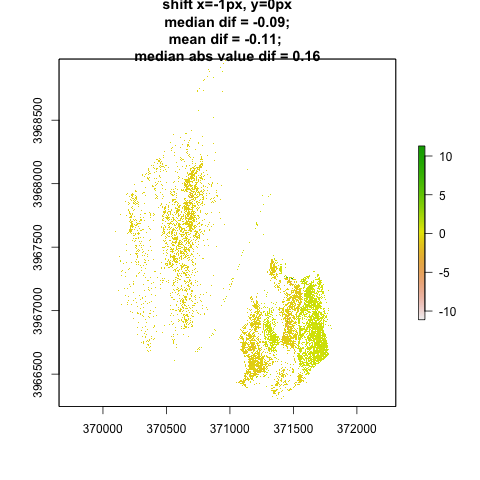 shift x=-1px, y=0px
median dif = -0.09;
mean dif = -0.11;
median abs value dif = 0.16
3968500
3968000
3967500
3967000
3966500
370000 370500 371000 371500 372000
10
5
0
-5
-10